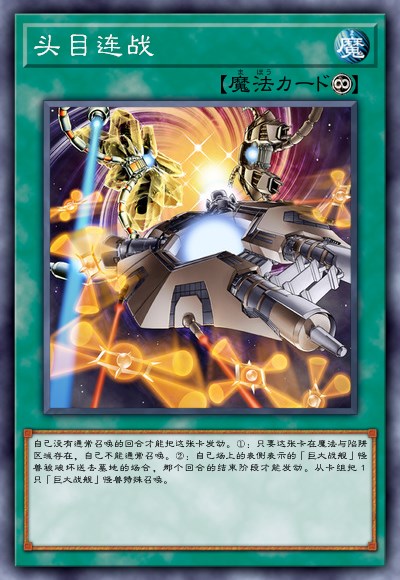 头目连战
魔
【魔法カード】
まほう
自己没有通常召唤的回合才能把这张卡发动。①：只要这张卡在魔法与陷阱
区域存在，自己不能通常召唤。②：自己场上的表侧表示的「巨大战舰」怪
兽被破坏送去墓地的场合，那个回合的结束阶段才能发动。从卡组把１
只「巨大战舰」怪兽特殊召唤。